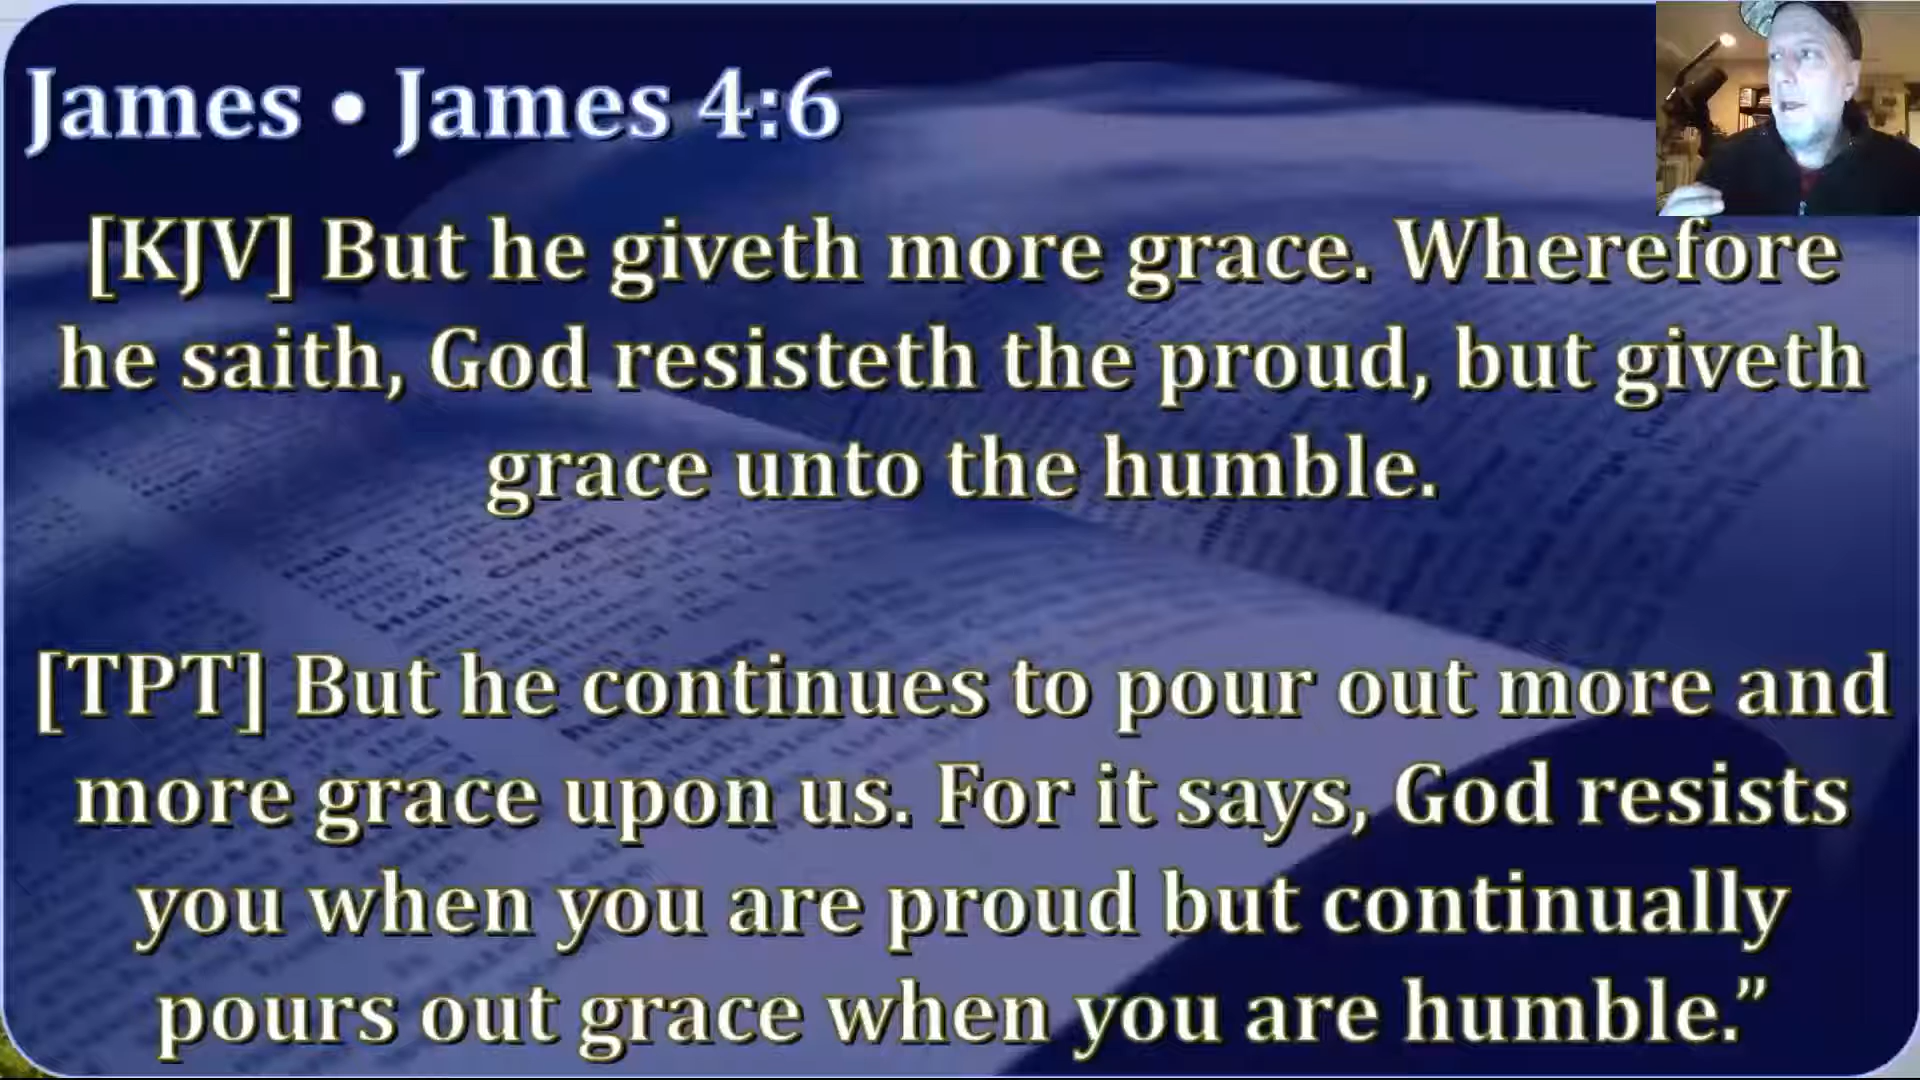 James • James 4:6
[KJV] But he giveth more grace. Wherefore
he saith, God resisteth the proud, but giveth
grace unto the humble.
[TPT] But he continues to pour out more and
more grace upon us. For it says, God resists
you when you are proud but continually
pours out grace when you are humble.”